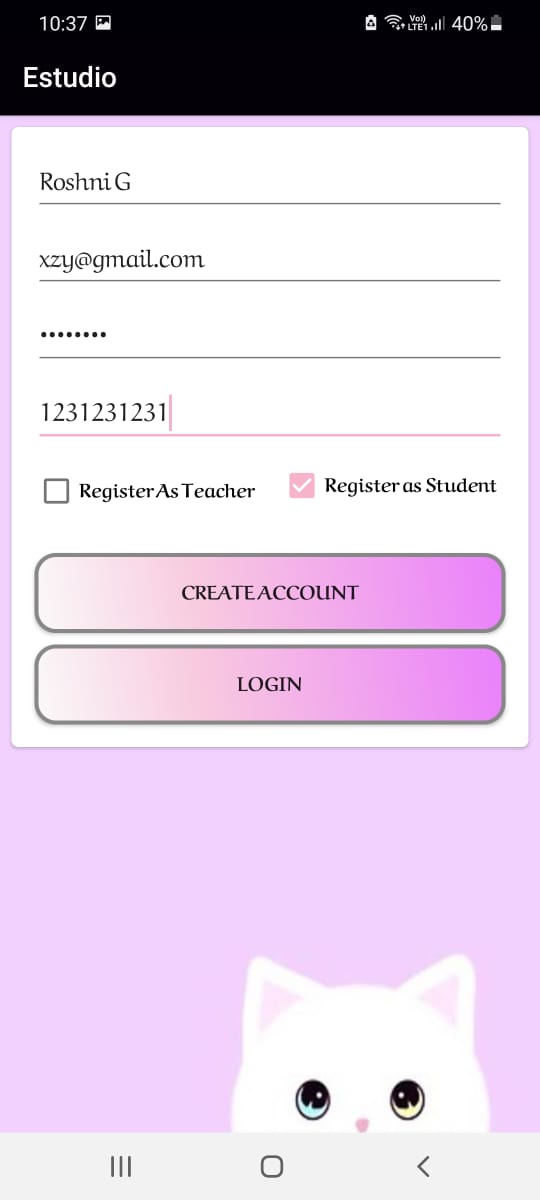 10:37 Vo)) LTE1 40%
Estudio
Roshni G
xzy@gmail.com
••••••••
1231231231
Register As Teacher
Register as Student
CREATE ACCOUNT
LOGIN